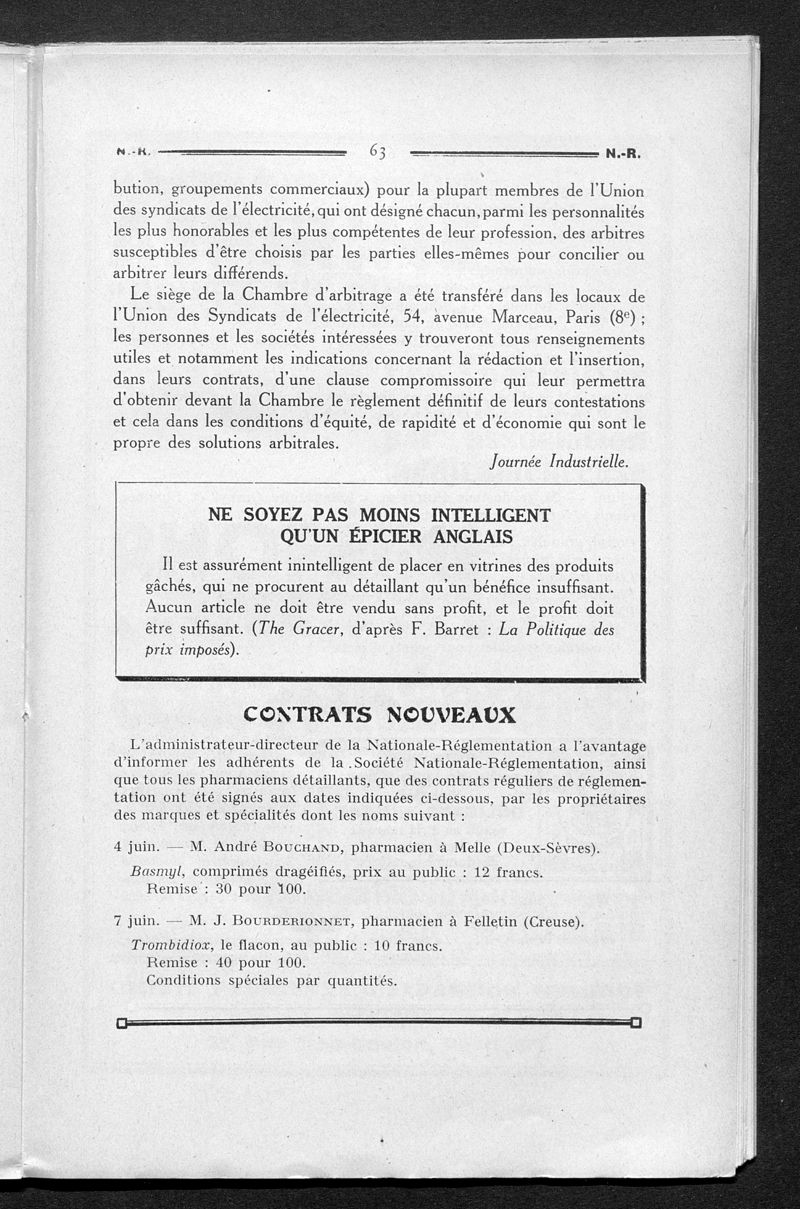 N.-R. 63 N.-R.
bution, groupements commerciaux) pour la plupart membres de l'Union
des syndicats de l'électricité, qui ont désigné chacun, parmi les personnalités
les plus honorables et les plus compétentes de leur profession, des arbitres
susceptibles d'être choisis par les parties elles-mêmes pour concilier ou
arbitrer leurs différends.
Le siège de la Chambre d'arbitrage a été transféré dans les locaux de
l'Union des Syndicats de l'électricité, 54, avenue Marceau, Paris (8e) ;
les personnes et les sociétés intéressées y trouveront tous renseignements
utiles et notamment les indications concernant la rédaction et l'insertion,
dans leurs contrats, d'une clause compromissoire qui leur permettra
d'obtenir devant la Chambre le règlement définitif de leurs contestations
et cela dans les conditions d'équité, de rapidité et d'économie qui sont le
propre des solutions arbitrales.
Journée Industrielle.
NE SOYEZ PAS MOINS INTELLIGENT
QU'UN ÉPICIER ANGLAIS
Il est assurément inintelligent de placer en vitrines des produits
gâchés, qui ne procurent au détaillant qu'un bénéfice insuffisant.
Aucun article ne doit être vendu sans profit, et le profit doit
être suffisant. (The Gracer, d'après F. Barret : La Politique des
prix imposés).
CONTRATS NOUVEAUX
L'administrateur-directeur de la Nationale-Réglementation a l'avantage
d'informer les adhérents de la Société Nationale-Réglementation, ainsi
que tous les pharmaciens détaillants, que des contrats réguliers de réglemen-
tation ont été signés aux dates indiquées ci-dessous, par les propriétaires
des marques et spécialités dont les noms suivant :
4 juin. — M. André BOUCHAND, pharmacien à Melle (Deux-Sèvres).
Basmyl, comprimés dragéifiés, prix au public : 12 francs.
Remise : 30 pour 100.
7 juin. — M. J. BOURDERIONNET, pharmacien à Felletin (Creuse).
Trombidiox, le flacon, au public : 10 francs.
Remise : 40 pour 100.
Conditions spéciales par quantités.